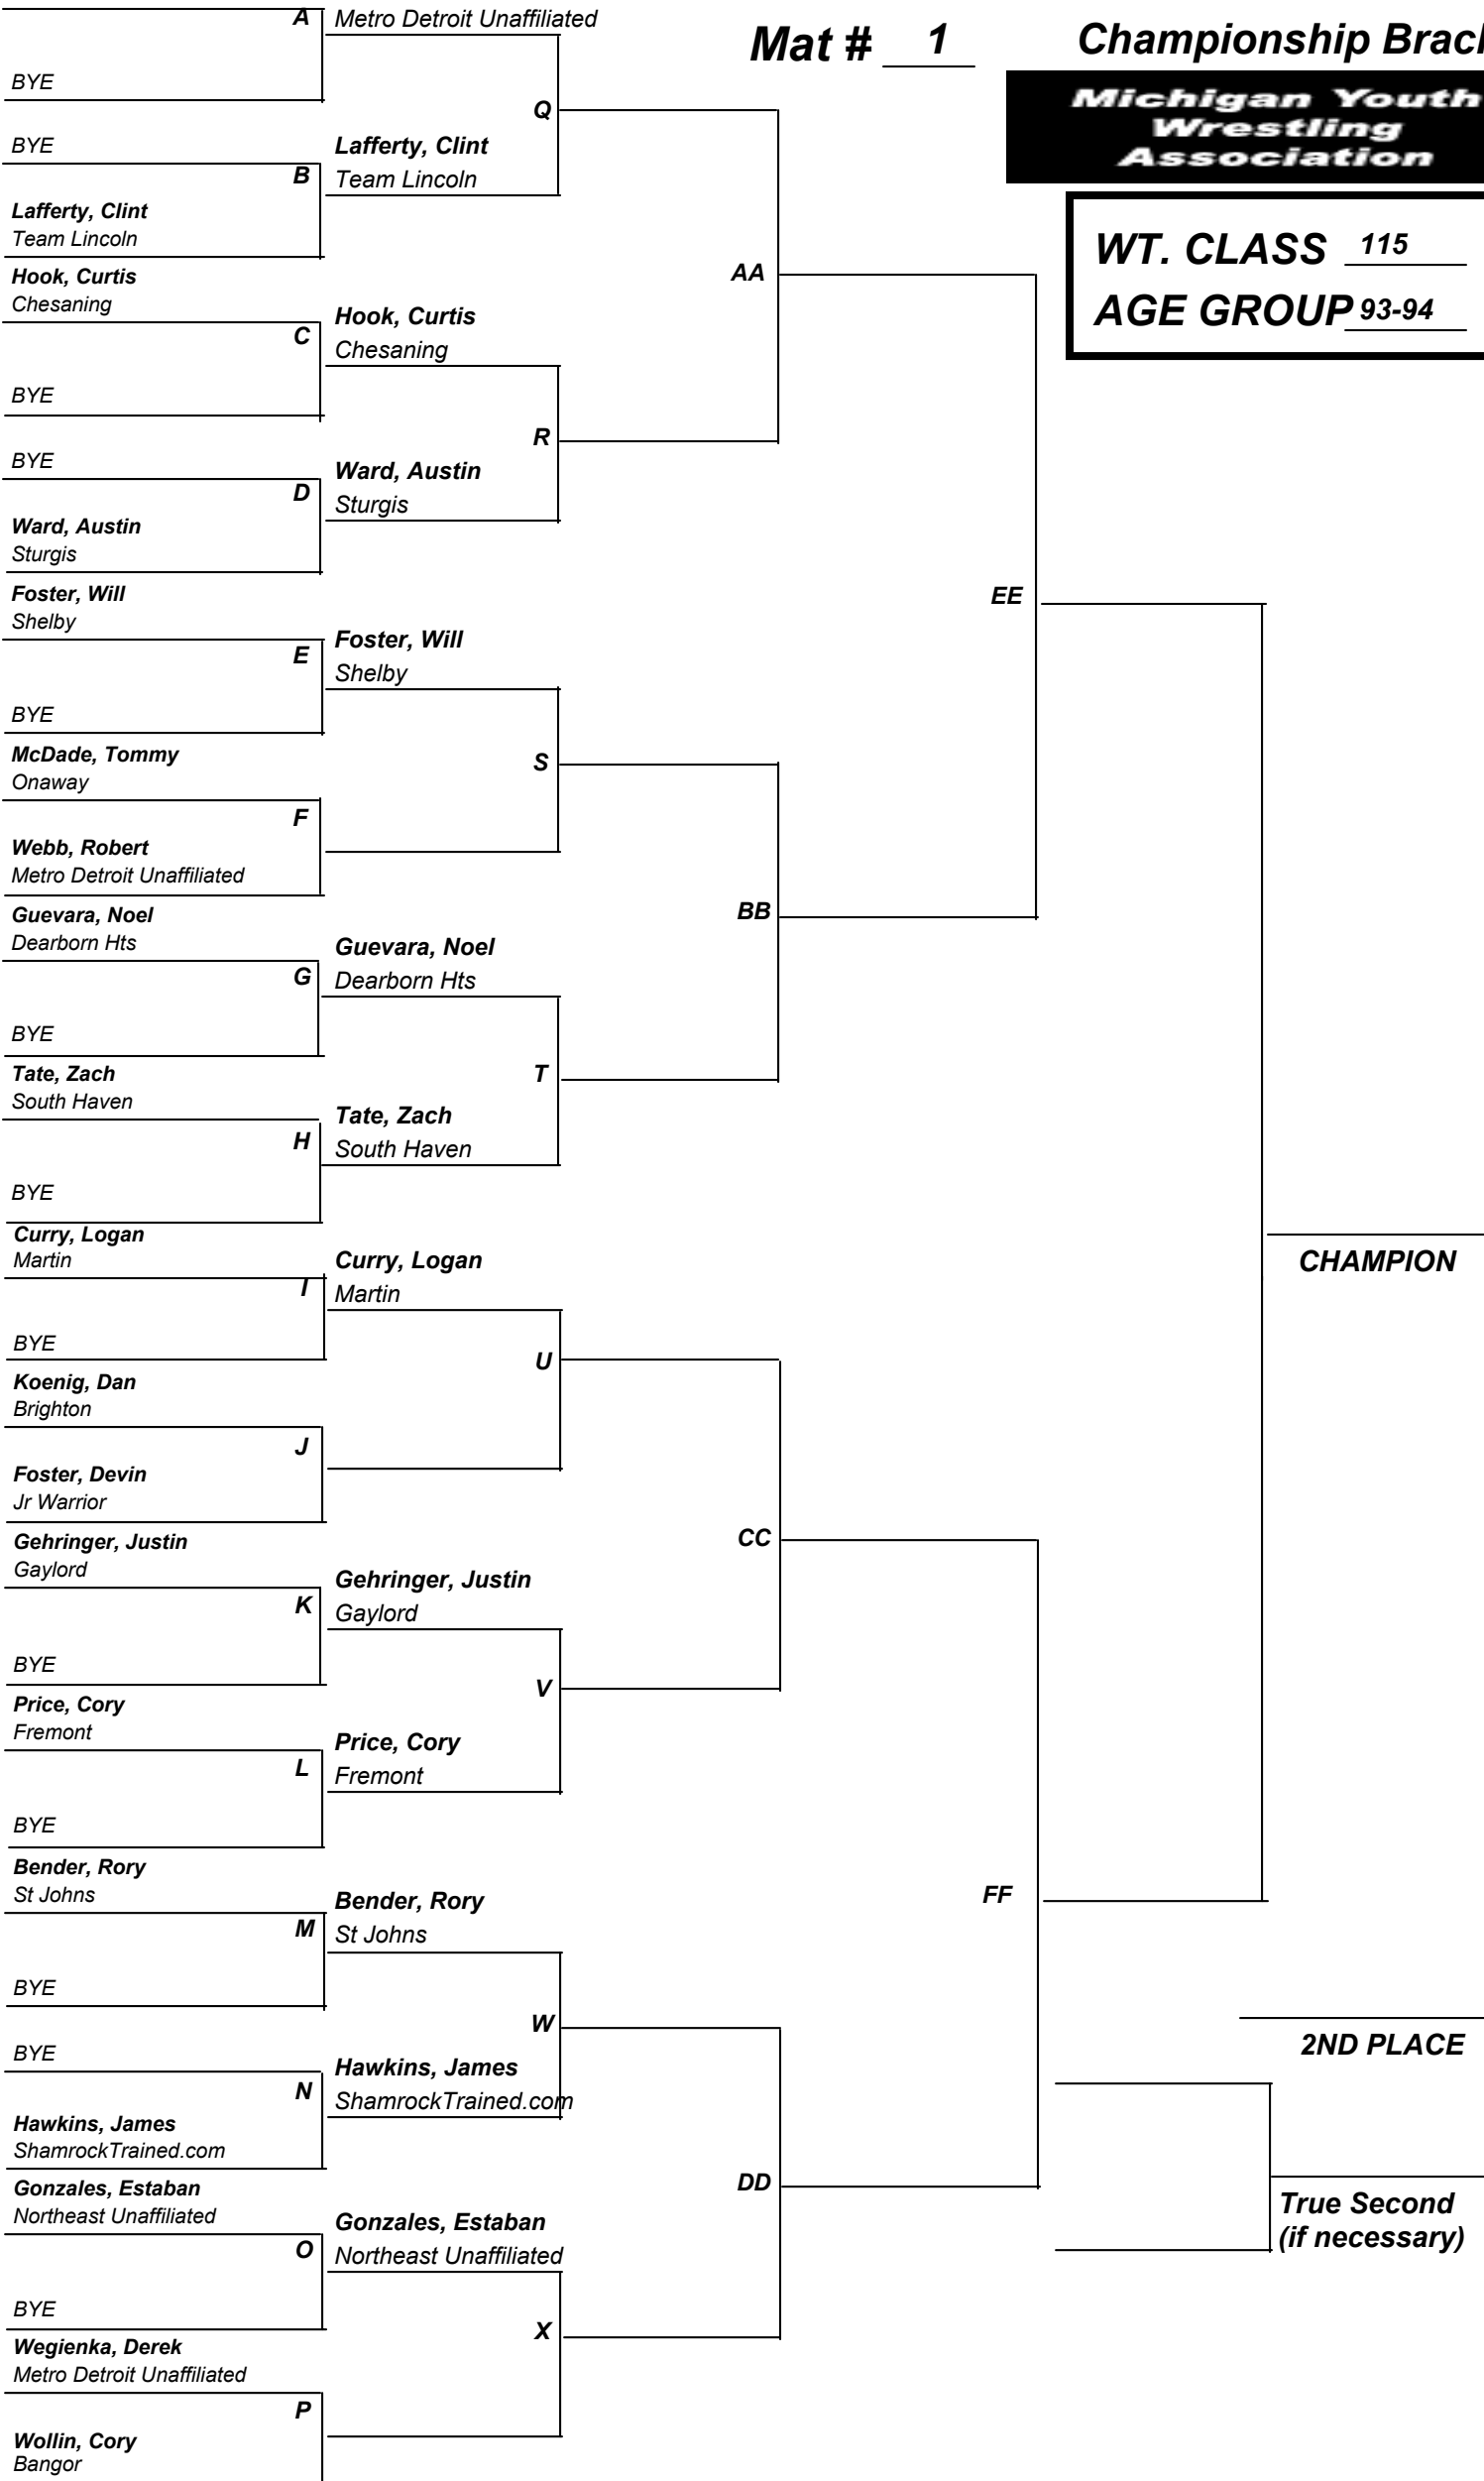 A
Metro Detroit Unaffiliated
Mat # 1
Championship Brac
BYE
Michigan Youth
Wrestling
Association
Q
BYE
Lafferty, Clint
Team Lincoln
B
Lafferty, Clint
Team Lincoln
WT. CLASS 115
AGE GROUP 93-94
AA
Hook, Curtis
Chesaning
C
Hook, Curtis
Chesaning
BYE
R
BYE
Ward, Austin
Sturgis
D
Ward, Austin
Sturgis
EE
Foster, Will
Shelby
E
Foster, Will
Shelby
BYE
McDade, Tommy
Onaway
S
F
Webb, Robert
Metro Detroit Unaffiliated
BB
Guevara, Noel
Dearborn Hts
Guevara, Noel
Dearborn Hts
G
BYE
Tate, Zach
South Haven
T
Tate, Zach
South Haven
H
BYE
Curry, Logan
Martin
Curry, Logan
Martin
CHAMPION
I
BYE
U
Koenig, Dan
Brighton
J
Foster, Devin
Jr Warrior
Gehringer, Justin
Gaylord
CC
Gehringer, Justin
Gaylord
K
BYE
V
Price, Cory
Fremont
Price, Cory
Fremont
L
BYE
Bender, Rory
St Johns
Bender, Rory
St Johns
FF
M
BYE
W
BYE
2ND PLACE
Hawkins, James
ShamrockTrained.com
N
Hawkins, James
ShamrockTrained.com
DD
Gonzales, Estaban
Northeast Unaffiliated
True Second
(if necessary)
Gonzales, Estaban
Northeast Unaffiliated
O
BYE
X
Wegienka, Derek
Metro Detroit Unaffiliated
P
Wollin, Cory
Bangor